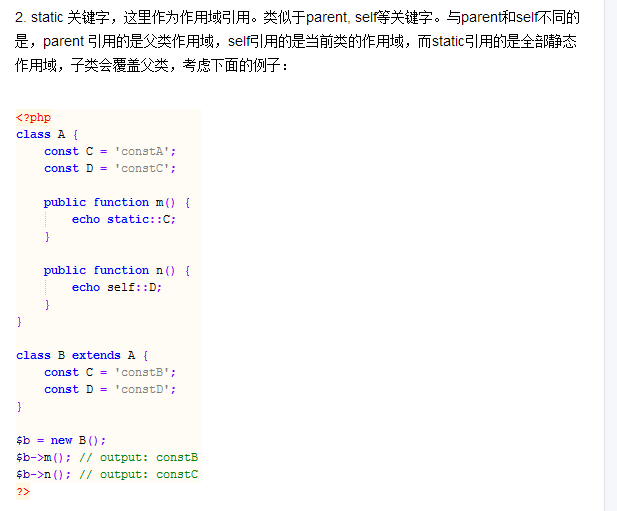 2. static 关键字，这里作为作用域引用。类似于parent, self等关键字。与parent和self不同的
是，parent 引用的是父类作用域，self引用的是当前类的作用域，而static引用的是全部静态
作用域，子类会覆盖父类，考虑下面的例子：
<?php
class A {
    const C = 'constA';
    const D = 'constC';
    public function m() {
        echo static::C;
    }
    public function n() {
        echo self::D;
    }
}
class B extends A {
    const C = 'constB';
    const D = 'constD';
}
$b = new B();
$b->m(); // output: constB
$b->n(); // output: constC
?>